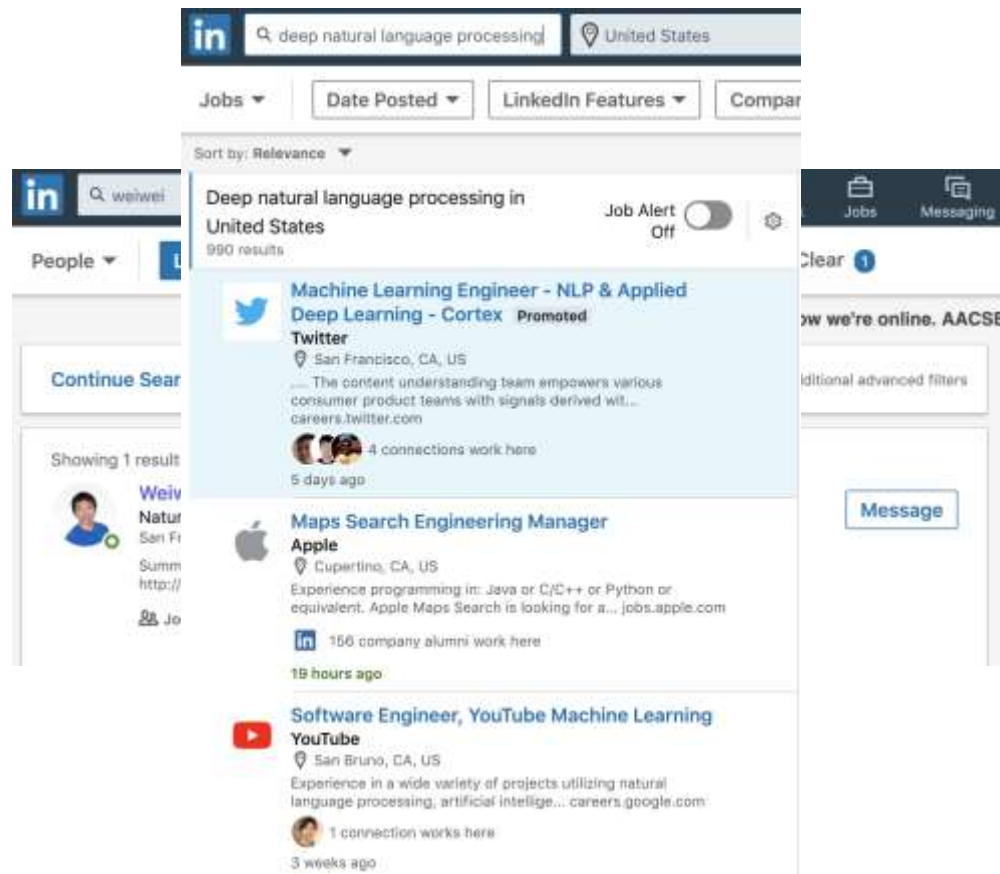 in
deep natural language processing
United States
Jobs
Date Posted
LinkedIn Features
Compar
Sort by: Relevance
Deep natural language processing in
United States
990 results
Job Alert
Off
Machine Learning Engineer - NLP & Applied
Deep Learning - Cortex Promoted
Twitter
San Francisco, CA, US
.... The content understanding team empowers various
consumer product teams with signals derived wit...
careers.twitter.com
4 connections work here
5 days ago
Maps Search Engineering Manager
Apple
Cupertino, CA, US
Experience programming in: Java or C/C++ or Python or
equivalent. Apple Maps Search is looking for a... jobs.apple.com
in 156 company alumni work here
19 hours ago
Software Engineer, YouTube Machine Learning
YouTube
San Bruno, CA, US
Experience in a wide variety of projects utilizing natural
language processing, artificial intellige... careers.google.com
1 connection works here
3 weeks ago
in
weiwei
People
Continue Sear
Showing 1 result
Weiw
Natur
San Fr
Summ
http://
Jo
Jobs
Messaging
Clear 1
ow we're online. AACSB
dditional advanced filters
Message